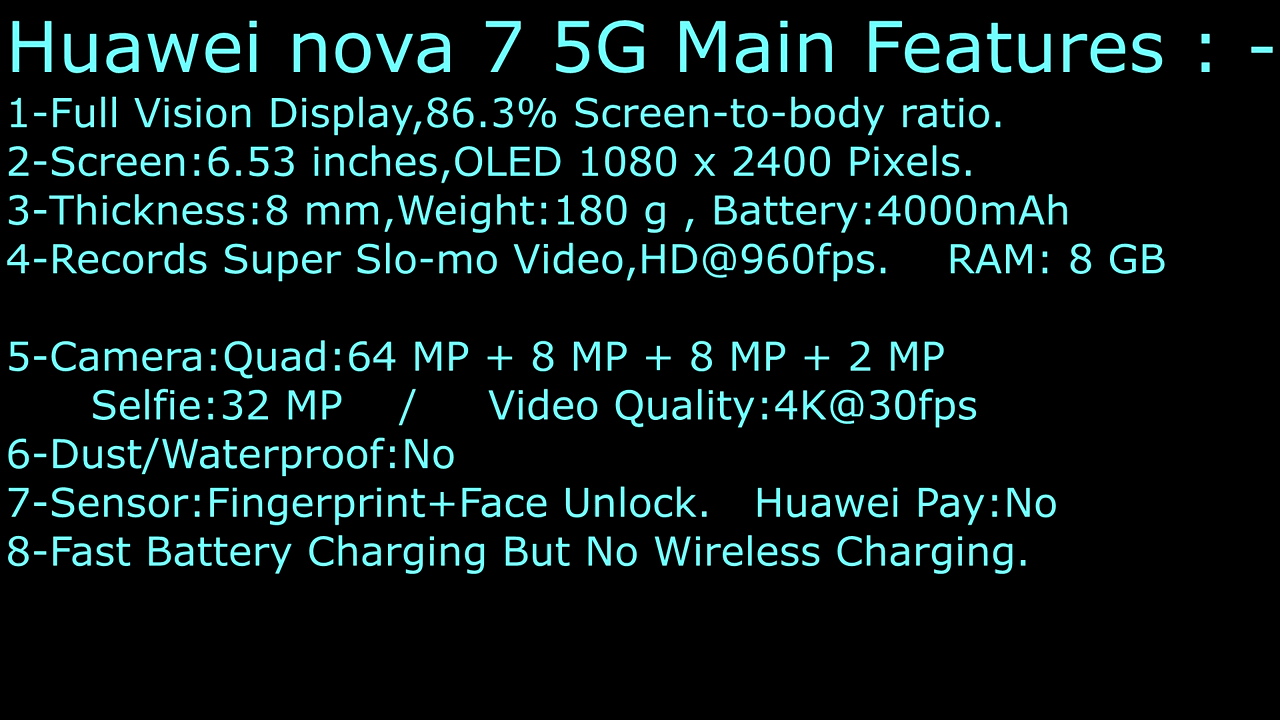 Huawei nova 7 5G Main Features : -
1-Full Vision Display,86.3% Screen-to-body ratio.
2-Screen:6.53 inches,OLED 1080 x 2400 Pixels.
3-Thickness:8 mm,Weight:180 g , Battery:4000mAh
4-Records Super Slo-mo Video,HD@960fps. RAM: 8 GB
5-Camera:Quad:64 MP + 8 MP + 8 MP + 2 MP
Selfie:32 MP / Video Quality:4K@30fps
6-Dust/Waterproof:No
7-Sensor:Fingerprint+Face Unlock. Huawei Pay:No
8-Fast Battery Charging But No Wireless Charging.